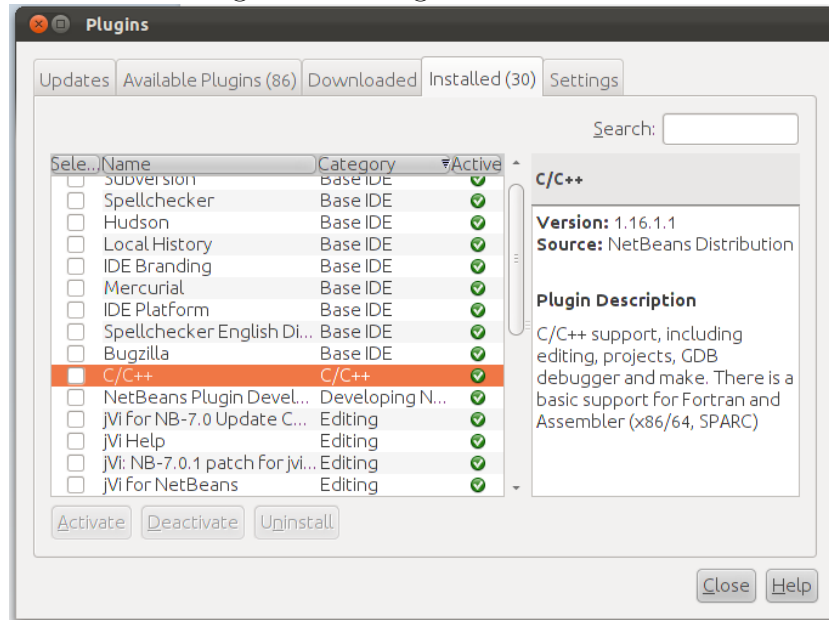 Plugins
Updates Available Plugins (86) Downloaded Installed (30) Settings
Search:
Sele.. Name Category Active
Subversion Base IDE
Spellchecker Base IDE
Hudson Base IDE
Local History Base IDE
IDE Branding Base IDE
Mercurial Base IDE
IDE Platform Base IDE
Spellchecker English Di... Base IDE
Bugzilla Base IDE
C/C++ C/C++
NetBeans Plugin Devel... Developing N...
jVi for NB-7.0 Update C... Editing
jVi Help Editing
jVi: NB-7.0.1 patch for jvi... Editing
jVi for NetBeans Editing
C/C++
Version: 1.16.1.1
Source: NetBeans Distribution
Plugin Description
C/C++ support, including
editing, projects, GDB
debugger and make. There is a
basic support for Fortran and
Assembler (x86/64, SPARC)
Activate Deactivate Uninstall
Close Help